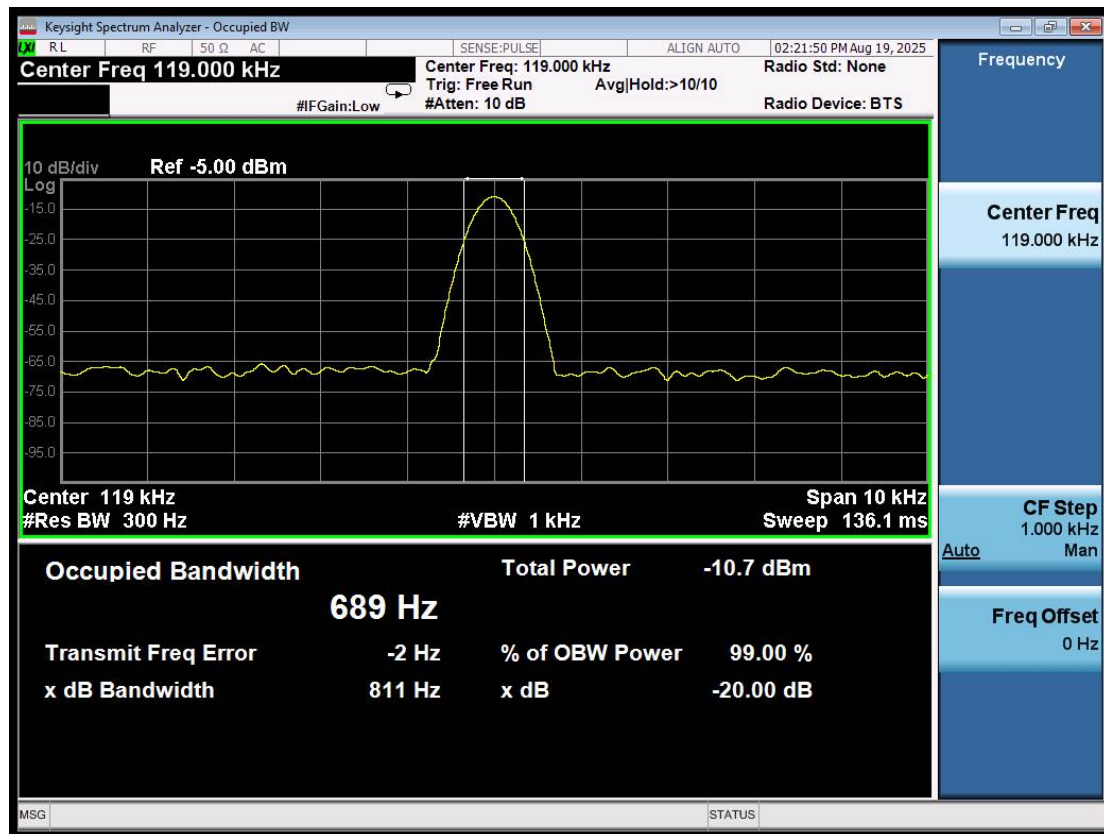 Keysight Spectrum Analyzer - Occupied BW
LXI RL RF 50 Ω AC SENSE:PULSE ALIGN AUTO 02:21:50 PM Aug 19, 2025
Center Freq 119.000 kHz
Center Freq: 119.000 kHz Radio Std: None
Trig: Free Run Avg|Hold:>10/10
#IFGain:Low #Atten: 10 dB Radio Device: BTS
10 dB/div Ref -5.00 dBm
Log
-15.0
-25.0
-35.0
-45.0
-55.0
-65.0
-75.0
-85.0
-95.0
Center 119 kHz Span 10 kHz
#Res BW 300 Hz #VBW 1 kHz Sweep 136.1 ms
Occupied Bandwidth Total Power -10.7 dBm
689 Hz
Transmit Freq Error -2 Hz % of OBW Power 99.00 %
x dB Bandwidth 811 Hz x dB -20.00 dB
MSG STATUS
Frequency
Center Freq
119.000 kHz
CF Step
1.000 kHz
Auto Man
Freq Offset
0 Hz